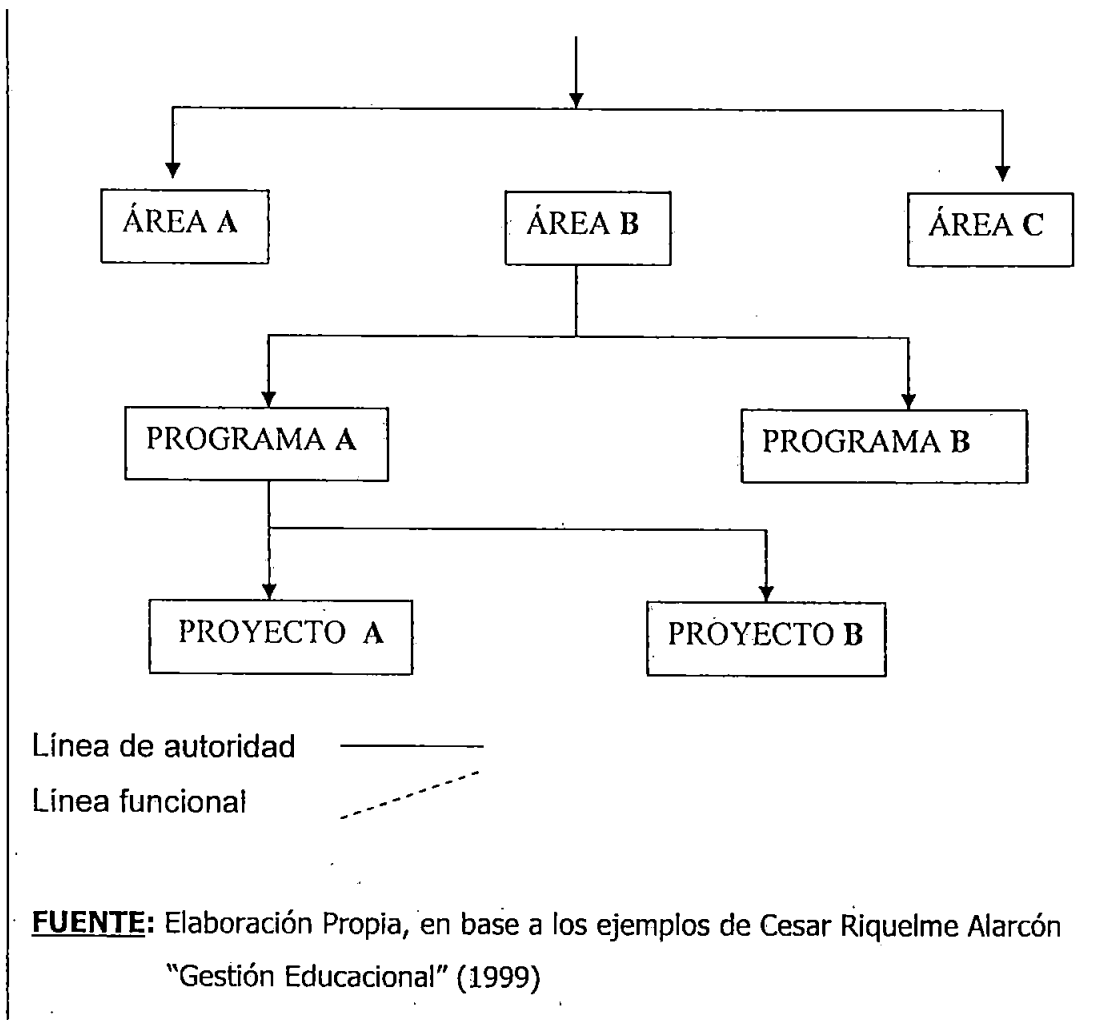 ÁREA A
ÁREA B
ÁREA C
PROGRAMA A
PROGRAMA B
PROYECTO A
PROYECTO B
Línea de autoridad
Línea funcional
FUENTE: Elaboración Propia, en base a los ejemplos de Cesar Riquelme Alarcón
"Gestión Educacional" (1999)